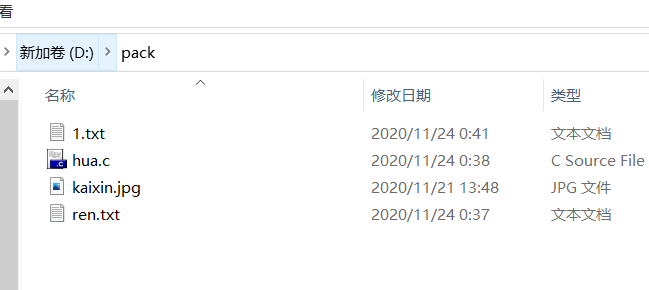 看
新加卷 (D:) pack
名称 修改日期 类型
1.txt 2020/11/24 0:41 文本文档
hua.c 2020/11/24 0:38 C Source File
kaixin.jpg 2020/11/21 13:48 JPG 文件
ren.txt 2020/11/24 0:37 文本文档